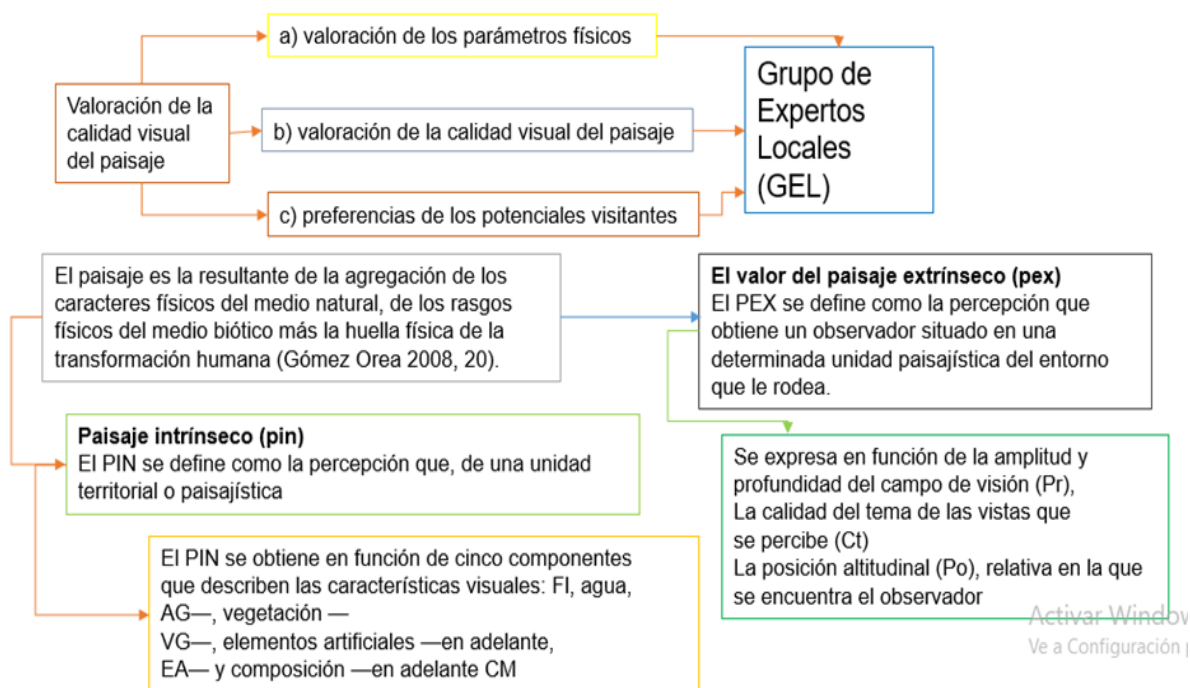 a) valoración de los parámetros físicos
Valoración de la
calidad visual
del paisaje
b) valoración de la calidad visual del paisaje
c) preferencias de los potenciales visitantes
Grupo de
Expertos
Locales
(GEL)
El paisaje es la resultante de la agregación de los
caracteres físicos del medio natural, de los rasgos
físicos del medio biótico más la huella física de la
transformación humana (Gómez Orea 2008, 20).
El valor del paisaje extrínseco (pex)
El PEX se define como la percepción que
obtiene un observador situado en una
determinada unidad paisajística del entorno
que le rodea.
Paisaje intrínseco (pin)
El PIN se define como la percepción que, de una unidad
territorial o paisajística
Se expresa en función de la amplitud y
profundidad del campo de visión (Pr),
La calidad del tema de las vistas que
se percibe (Ct)
La posición altitudinal (Po), relativa en la que
se encuentra el observador
El PIN se obtiene en función de cinco componentes
que describen las características visuales: FI, agua,
AG—, vegetación —
VG—, elementos artificiales —en adelante,
EA— y composición —en adelante CM
Activar Window
Ve a Configuración p